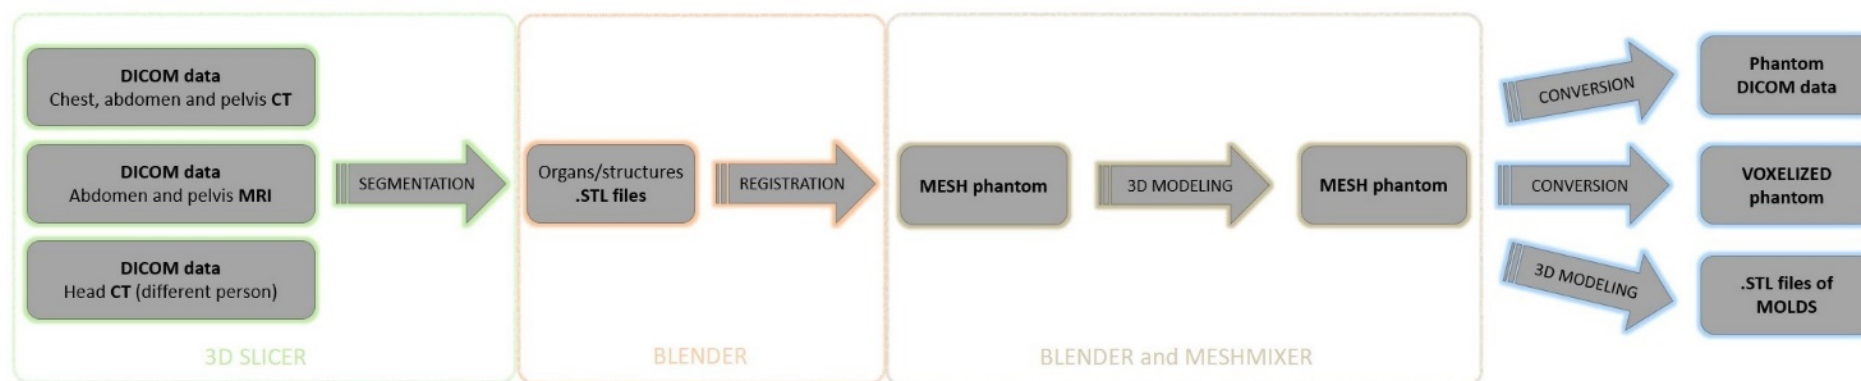 DICOM data
Chest, abdomen and pelvis CT
DICOM data
Abdomen and pelvis MRI
DICOM data
Head CT (different person)
SEGMENTATION
3D SLICER
Organs/structures
.STL files
REGISTRATION
BLENDER
MESH phantom
3D MODELING
MESH phantom
BLENDER and MESHMIXER
CONVERSION
Phantom
DICOM data
CONVERSION
VOXELIZED
phantom
3D MODELING
.STL files of
MOLDS